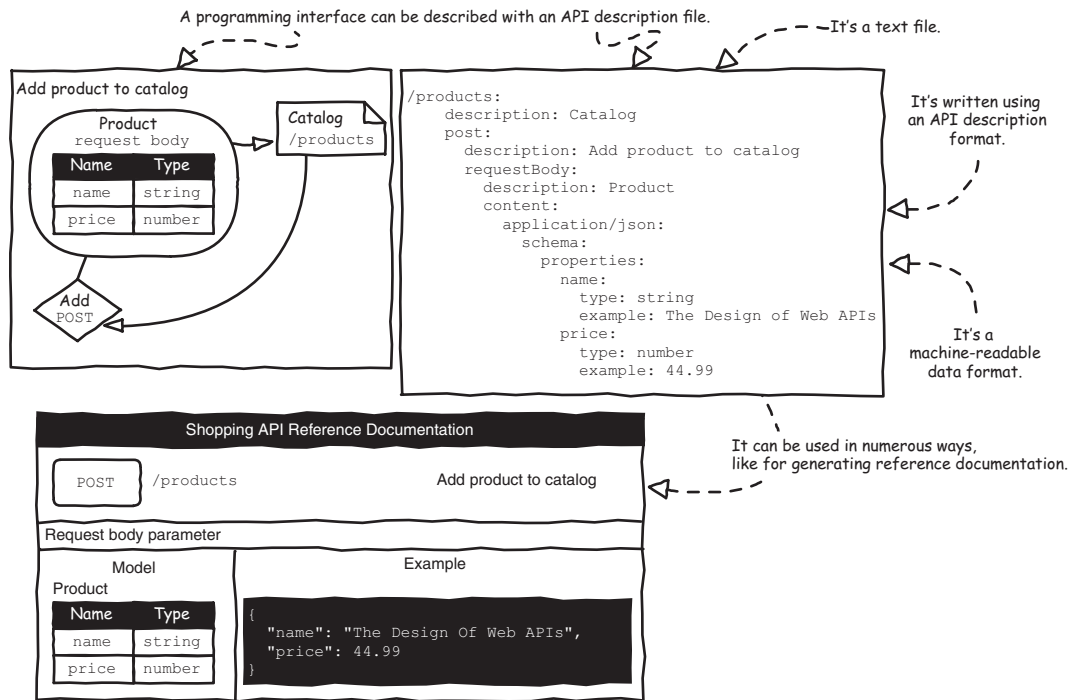 A programming interface can be described with an API description file.
It's a text file.
Add product to catalog
Product
request body
Name Type
name string
price number
Catalog
/products
Add
POST
/products:
description: Catalog
post:
description: Add product to catalog
requestBody:
description: Product
content:
application/json:
schema:
properties:
name:
type: string
example: The Design of Web APIs
price:
type: number
example: 44.99
It's written using
an API description
format.
It's a
machine-readable
data format.
It can be used in numerous ways,
like for generating reference documentation.
Shopping API Reference Documentation
POST /products Add product to catalog
Request body parameter
Model
Product
Name Type
name string
price number
Example
{
"name": "The Design Of Web APIs",
"price": 44.99
}